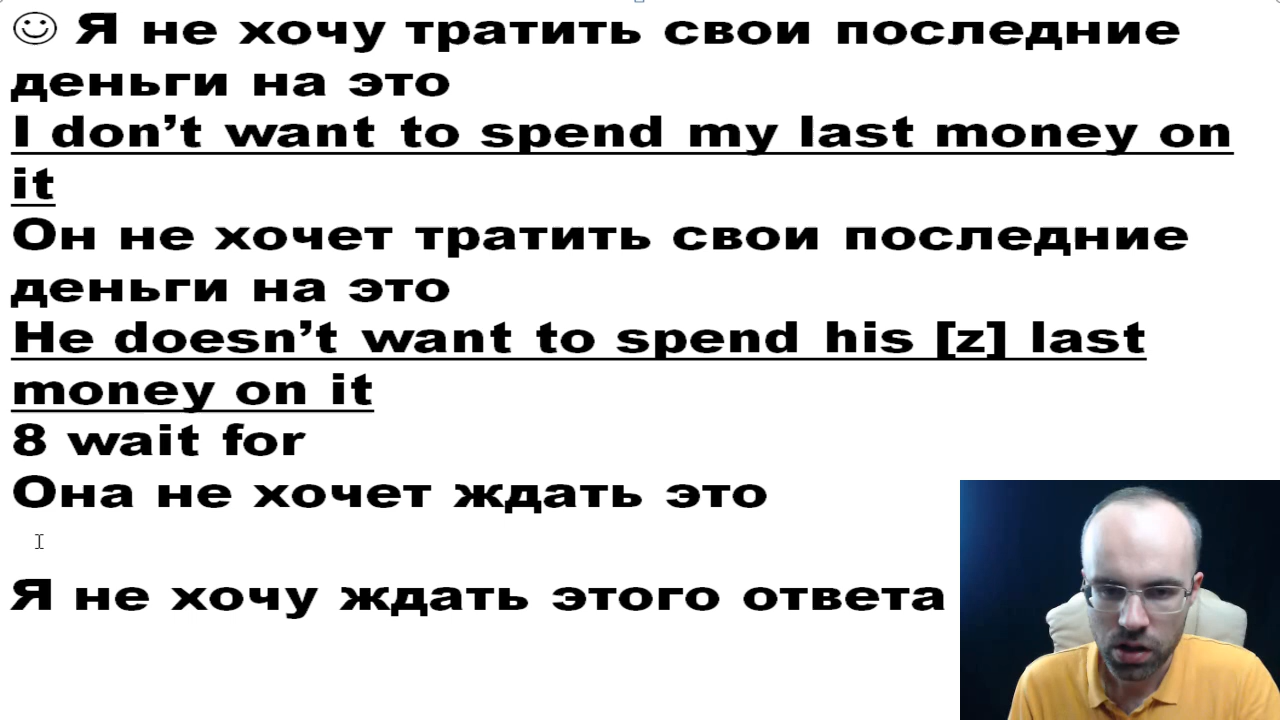 ☺ Я не хочу тратить свои последние
деньги на это
I don’t want to spend my last money on
it
Он не хочет тратить свои последние
деньги на это
He doesn’t want to spend his [z] last
money on it
8 wait for
Она не хочет ждать это
Я не хочу ждать этого ответа